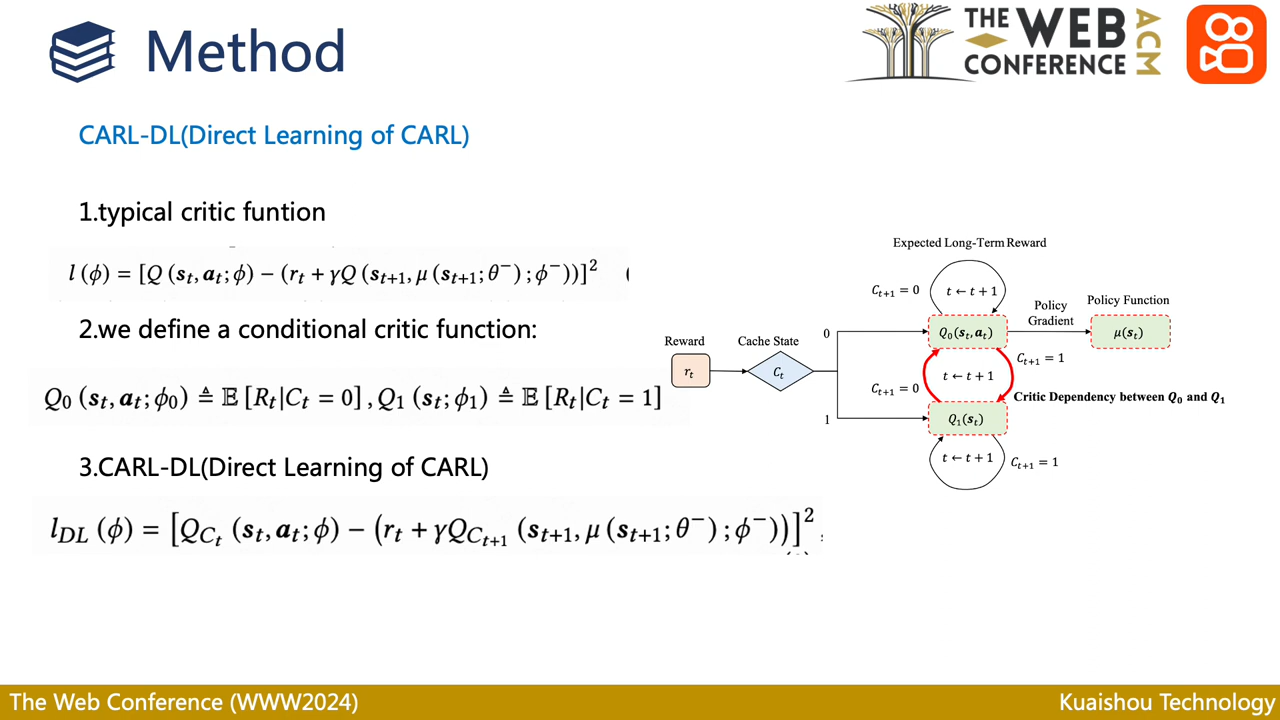 Method
THE WEB CONFERENCE ACM
CARL-DL(Direct Learning of CARL)
1.typical critic funtion
l (ϕ) = [Q (s_t, a_t; ϕ) − (r_t + γQ (s_{t+1}, μ (s_{t+1}; θ⁻) ; ϕ⁻))]²
2.we define a conditional critic function:
Q_0 (s_t, a_t; ϕ_0) ≜ 𝔼 [R_t|C_t = 0] , Q_1 (s_t; ϕ_1) ≜ 𝔼 [R_t|C_t = 1]
3.CARL-DL(Direct Learning of CARL)
l_{DL} (ϕ) = [Q_{C_t} (s_t, a_t; ϕ) − (r_t + γQ_{C_{t+1}} (s_{t+1}, μ (s_{t+1}; θ⁻) ; ϕ⁻))]²,
Expected Long-Term Reward
C_{t+1} = 0
t ← t + 1
Reward
r_t
Cache State
C_t
0
1
Q_0(s_t, a_t)
Policy
Gradient
Policy Function
μ(s_t)
C_{t+1} = 1
t ← t + 1
C_{t+1} = 0
Critic Dependency between Q_0 and Q_1
Q_1(s_t)
t ← t + 1
C_{t+1} = 1
The Web Conference (WWW2024)
Kuaishou Technology